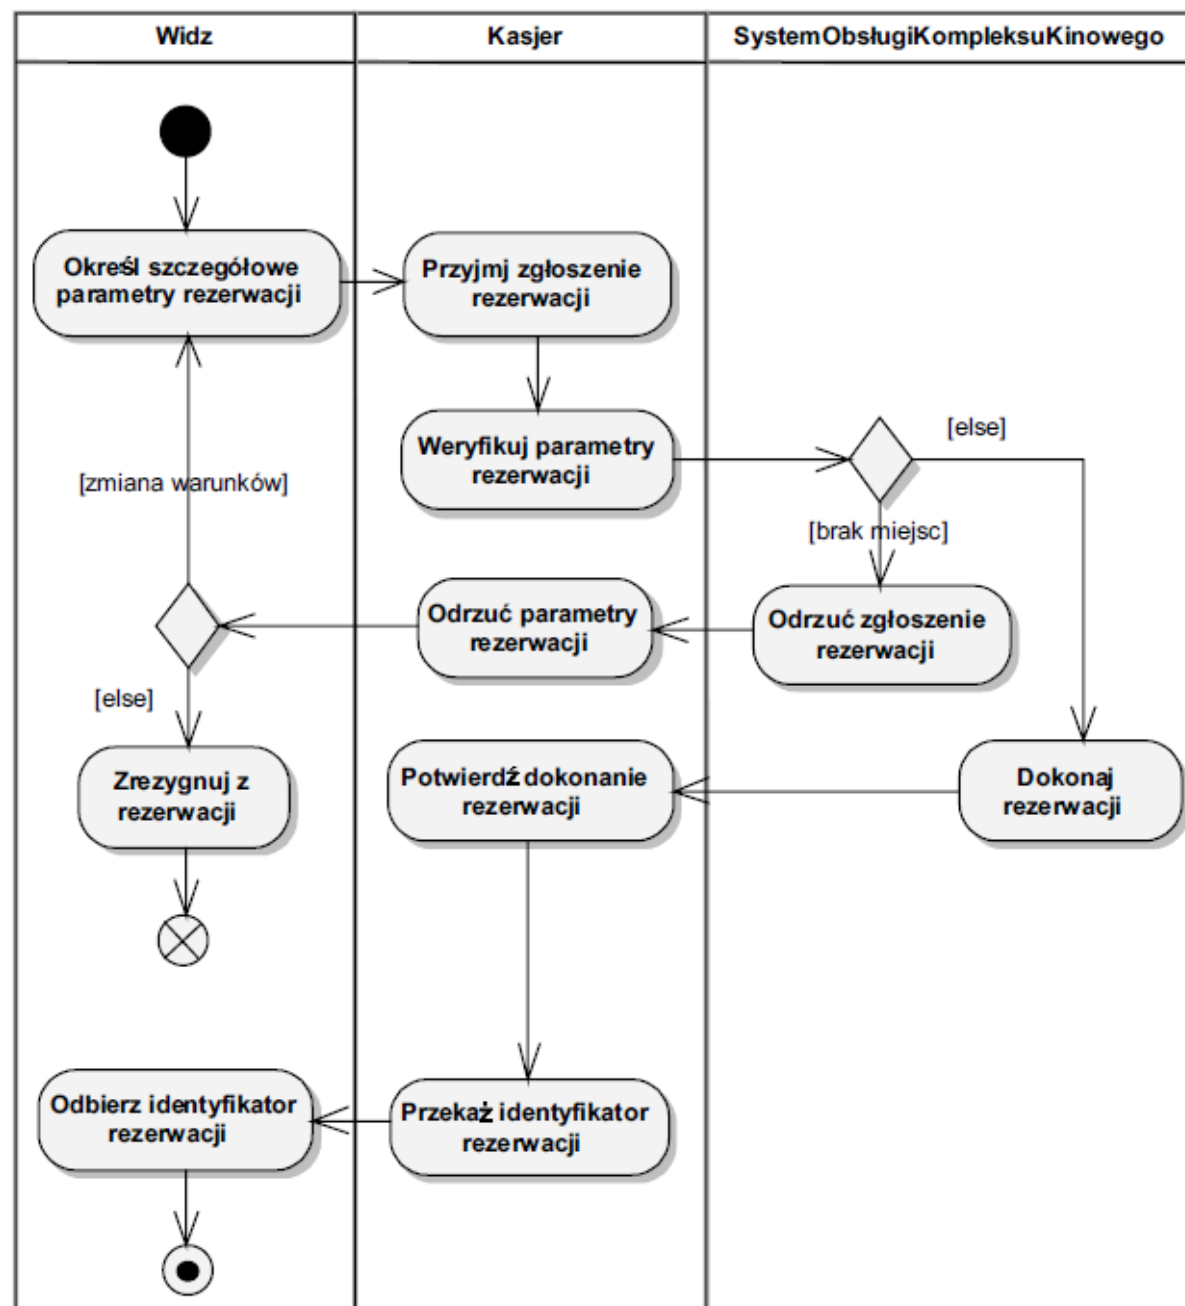 Widz
Kasjer
SystemObsługiKompleksuKinowego
Określ szczegółowe
parametry rezerwacji
Przyjmj zgłoszenie
rezerwacji
Weryfikuj parametry
rezerwacji
[else]
[zmiana warunków]
[brak miejsc]
Odrzuć parametry
rezerwacji
Odrzuć zgłoszenie
rezerwacji
[else]
Zrezygnuj z
rezerwacji
Potwierdź dokonanie
rezerwacji
Dokonaj
rezerwacji
Odbierz identyfikator
rezerwacji
Przekaż identyfikator
rezerwacji